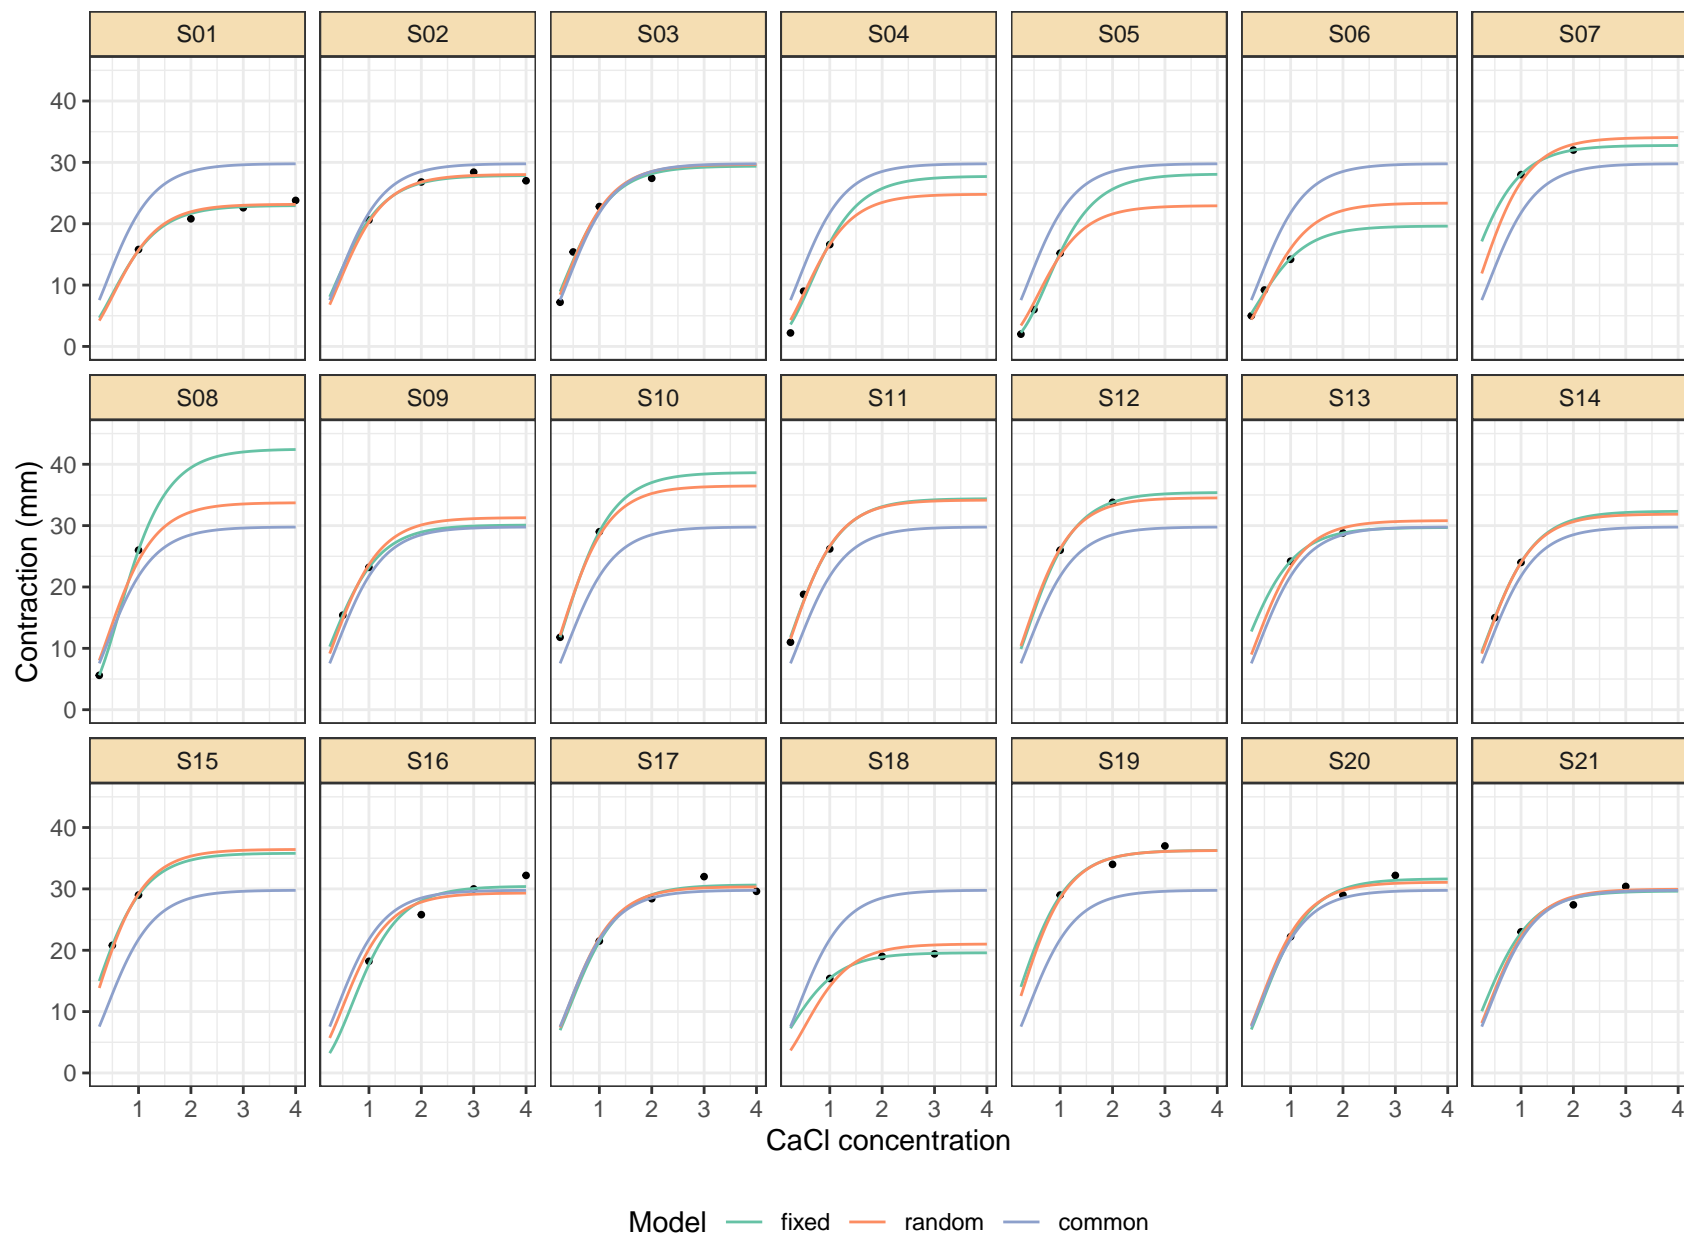 S01 S02 S03 S04 S05 S06 S07
40
30
20
10
0
S08 S09 S10 S11 S12 S13 S14
40
30
20
10
0
Contraction (mm)
S15 S16 S17 S18 S19 S20 S21
40
30
20
10
0
1 2 3 4 1 2 3 4 1 2 3 4 1 2 3 4 1 2 3 4 1 2 3 4 1 2 3 4
CaCl concentration
Model fixed random common